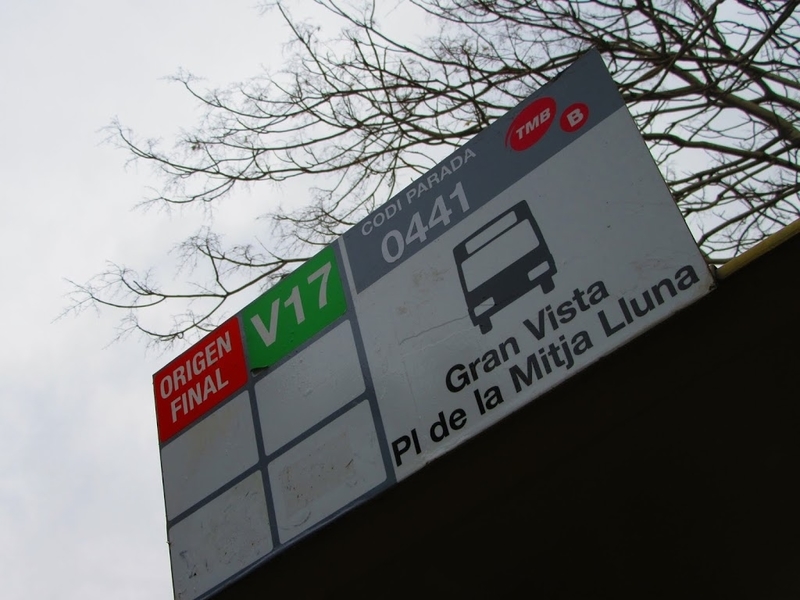 TMB B
CODI PARADA
0441
ORIGEN
FINAL
V17
Gran Vista
Pl de la Mitja Lluna